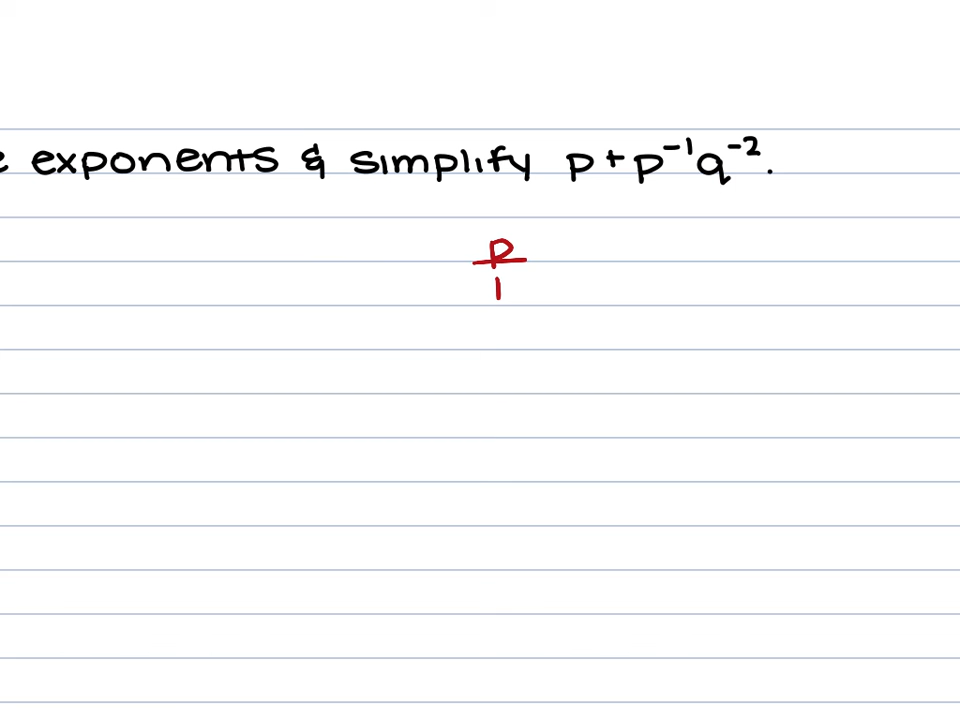 exponents & simplify p + p⁻¹q⁻².
p
1